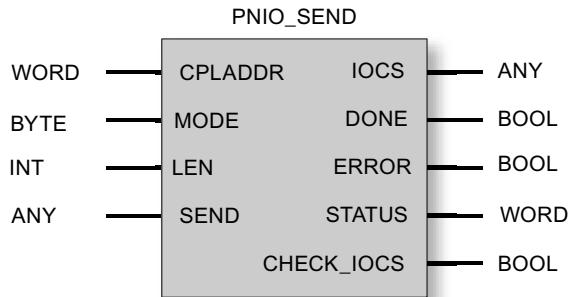 PNIO_SEND
WORD CPLADDR IOCS ANY
BYTE MODE DONE BOOL
INT LEN ERROR BOOL
ANY SEND STATUS WORD
CHECK_IOCS BOOL